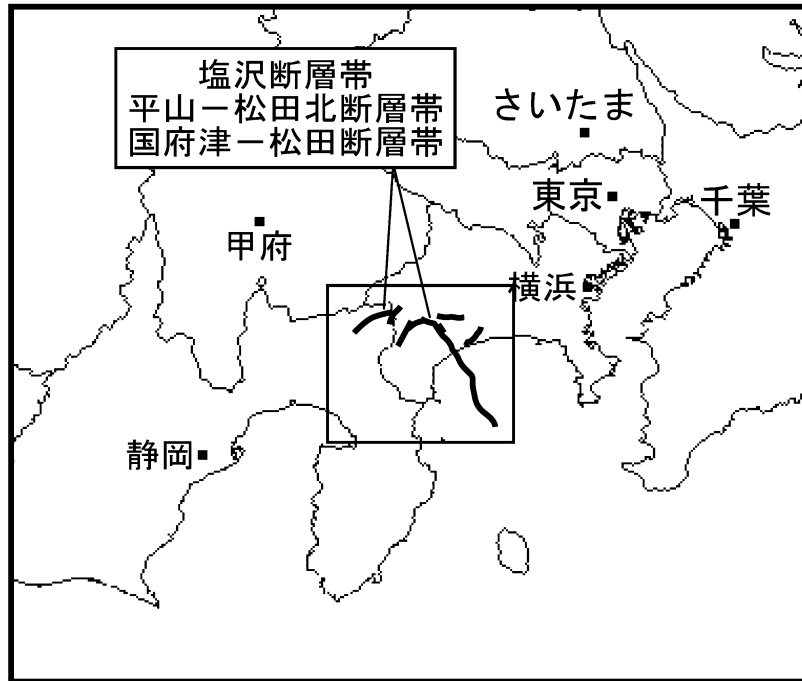 塩沢断層帯
平山－松田北断層帯
国府津－松田断層帯
さいたま
東京
千葉
甲府
横浜
静岡